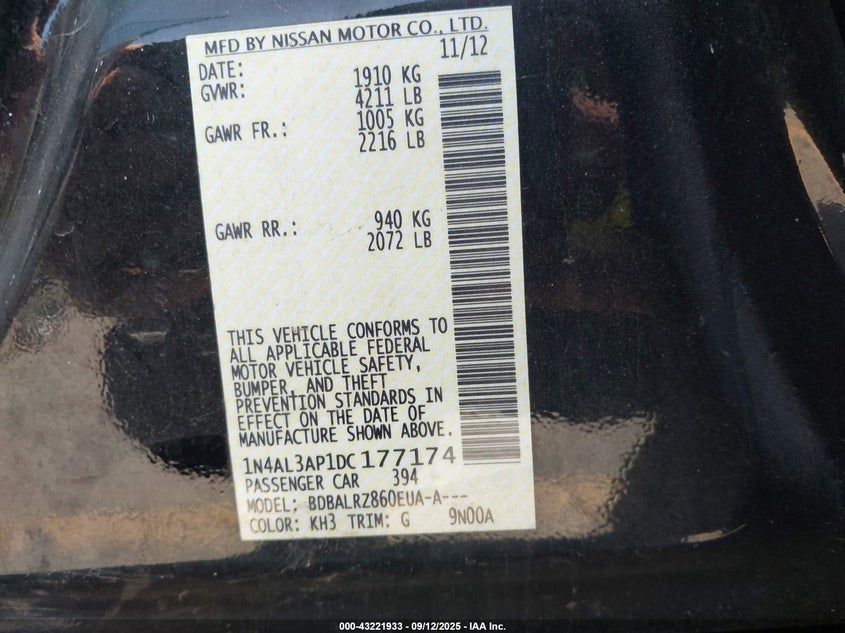 MFD BY NISSAN MOTOR CO., LTD.
DATE: 11/12
GVWR: 1910 KG
4211 LB
GAWR FR.: 1005 KG
2216 LB
GAWR RR.: 940 KG
2072 LB
THIS VEHICLE CONFORMS TO
ALL APPLICABLE FEDERAL
MOTOR VEHICLE SAFETY,
BUMPER, AND THEFT
PREVENTION STANDARDS IN
EFFECT ON THE DATE OF
MANUFACTURE SHOWN ABOVE.
1N4AL3AP1DC177174
PASSENGER CAR 394
MODEL: BDBALRZ860EUA-A---
COLOR: KH3 TRIM: G 9N00A
000-43221933 - 09/12/2025 - IAA Inc.